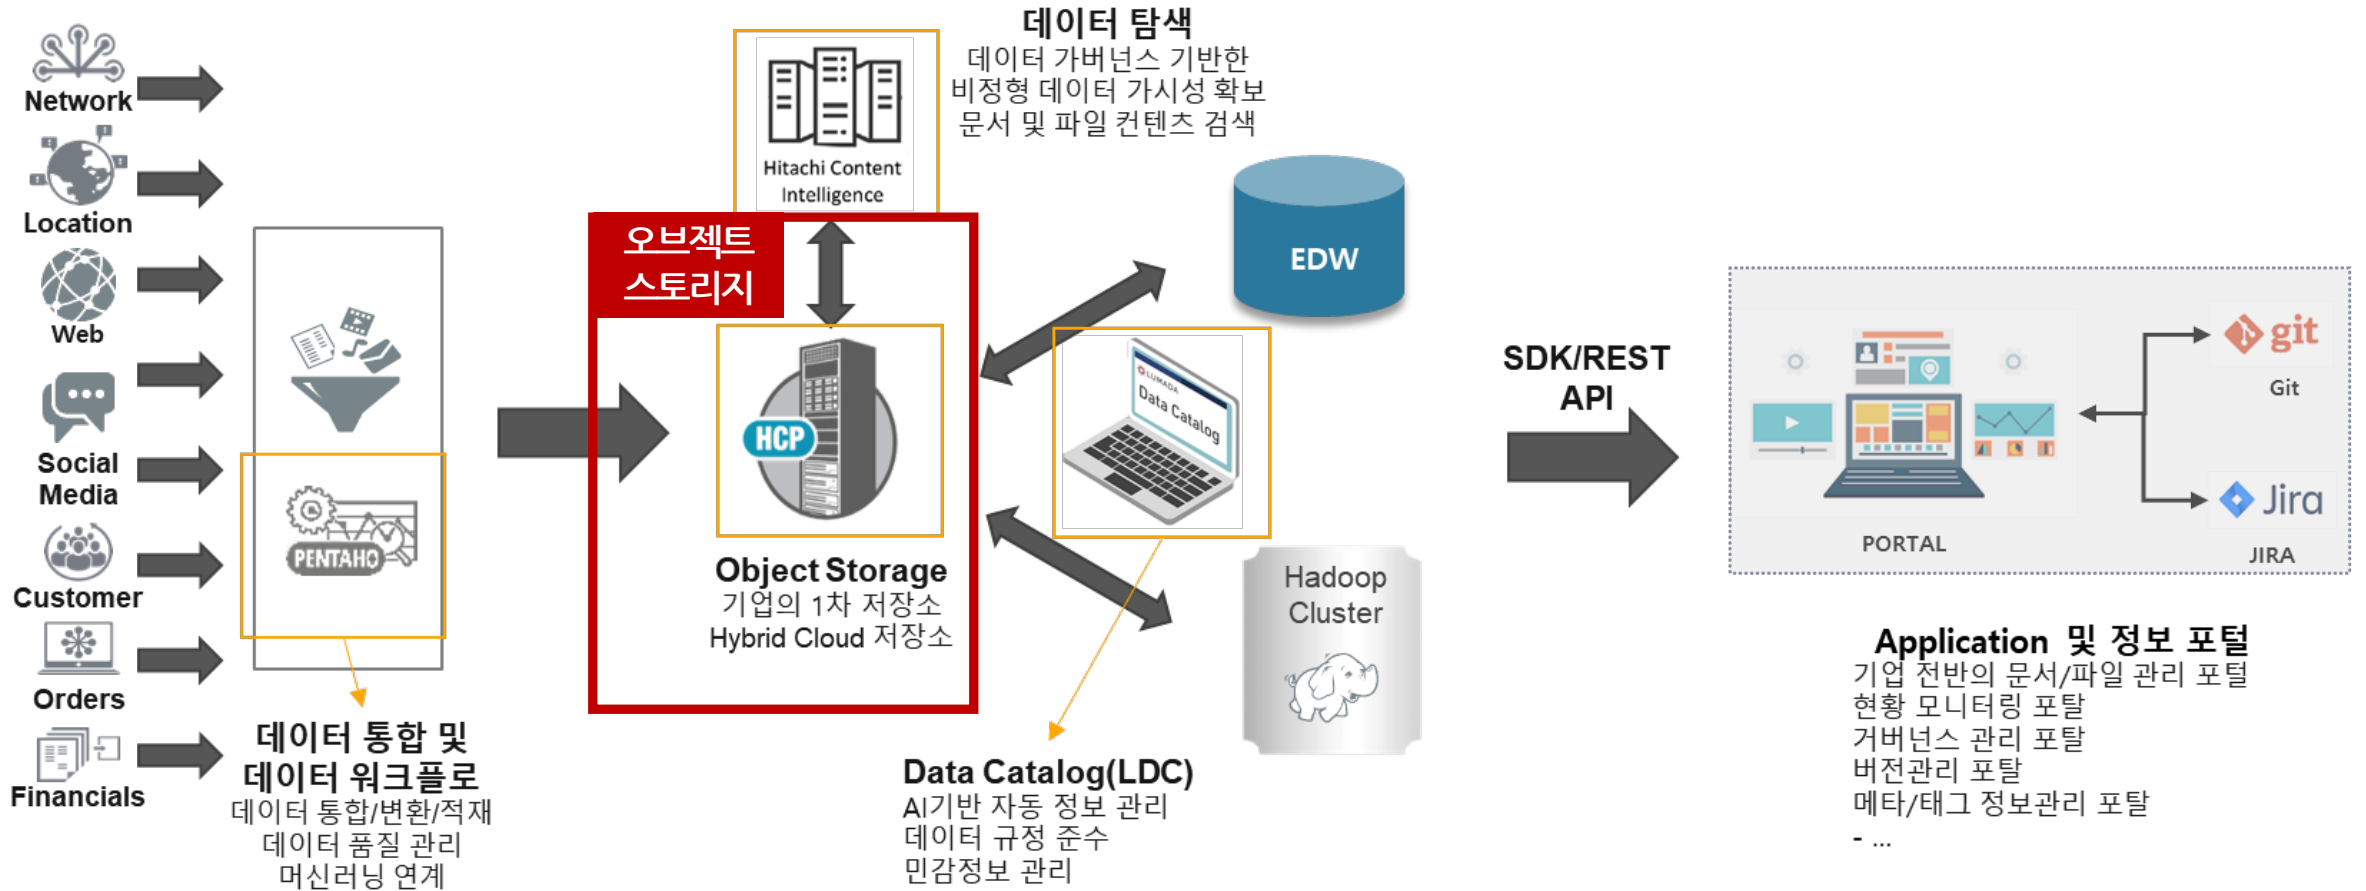 Network
Location
Web
Social
Media
Customer
Orders
Financials
PENTAHO
데이터 통합 및
데이터 워크플로
데이터 통합/변환/적재
데이터 품질 관리
머신러닝 연계
Hitachi Content
Intelligence
데이터 탐색
데이터 가버넌스 기반한
비정형 데이터 가시성 확보
문서 및 파일 컨텐츠 검색
오브젝트
스토리지
HCP
Object Storage
기업의 1차 저장소
Hybrid Cloud 저장소
EDW
LUMADA
Data Catalog
Hadoop
Cluster
Data Catalog(LDC)
AI기반 자동 정보 관리
데이터 규정 준수
민감정보 관리
SDK/REST
API
PORTAL
git
Git
Jira
JIRA
Application 및 정보 포털
기업 전반의 문서/파일 관리 포털
현황 모니터링 포탈
거버넌스 관리 포탈
버전관리 포탈
메타/태그 정보관리 포탈
- ...